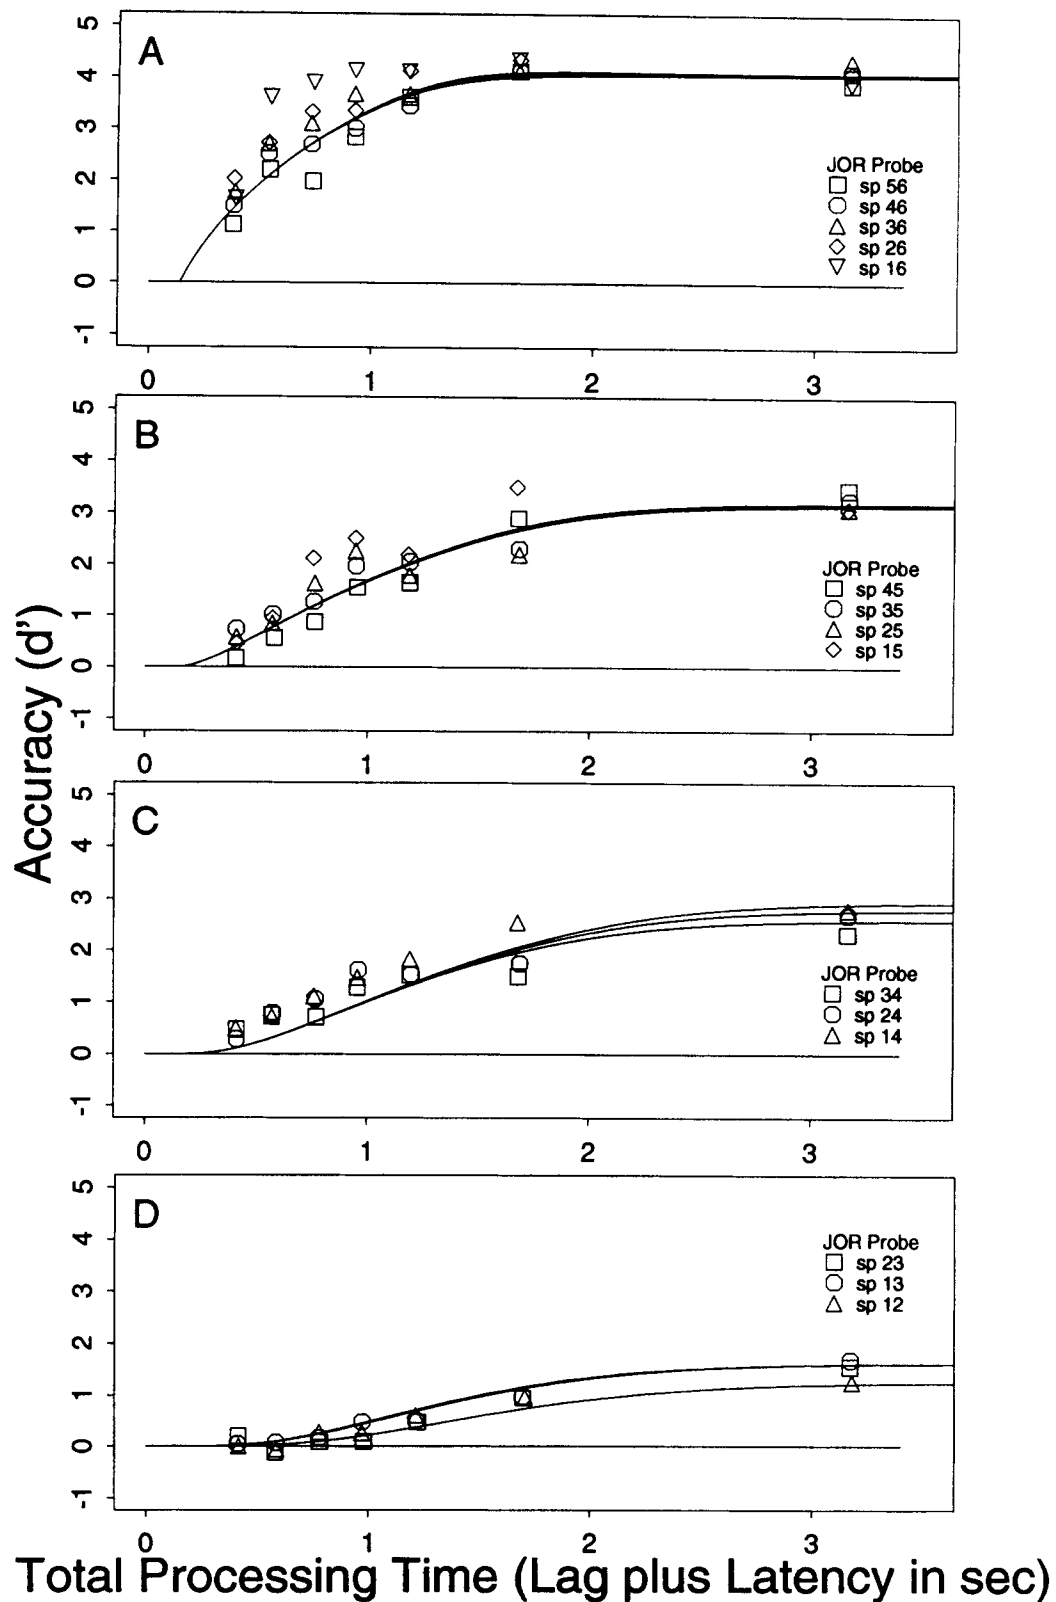 A
5
4
3
2
1
0
-1
JOR Probe
sp 56
sp 46
sp 36
sp 26
sp 16
0 1 2 3
B
5
4
3
2
1
0
-1
JOR Probe
sp 45
sp 35
sp 25
sp 15
0 1 2 3
Accuracy (d')
C
5
4
3
2
1
0
-1
JOR Probe
sp 34
sp 24
sp 14
0 1 2 3
D
5
4
3
2
1
0
-1
JOR Probe
sp 23
sp 13
sp 12
0 1 2 3
Total Processing Time (Lag plus Latency in sec)